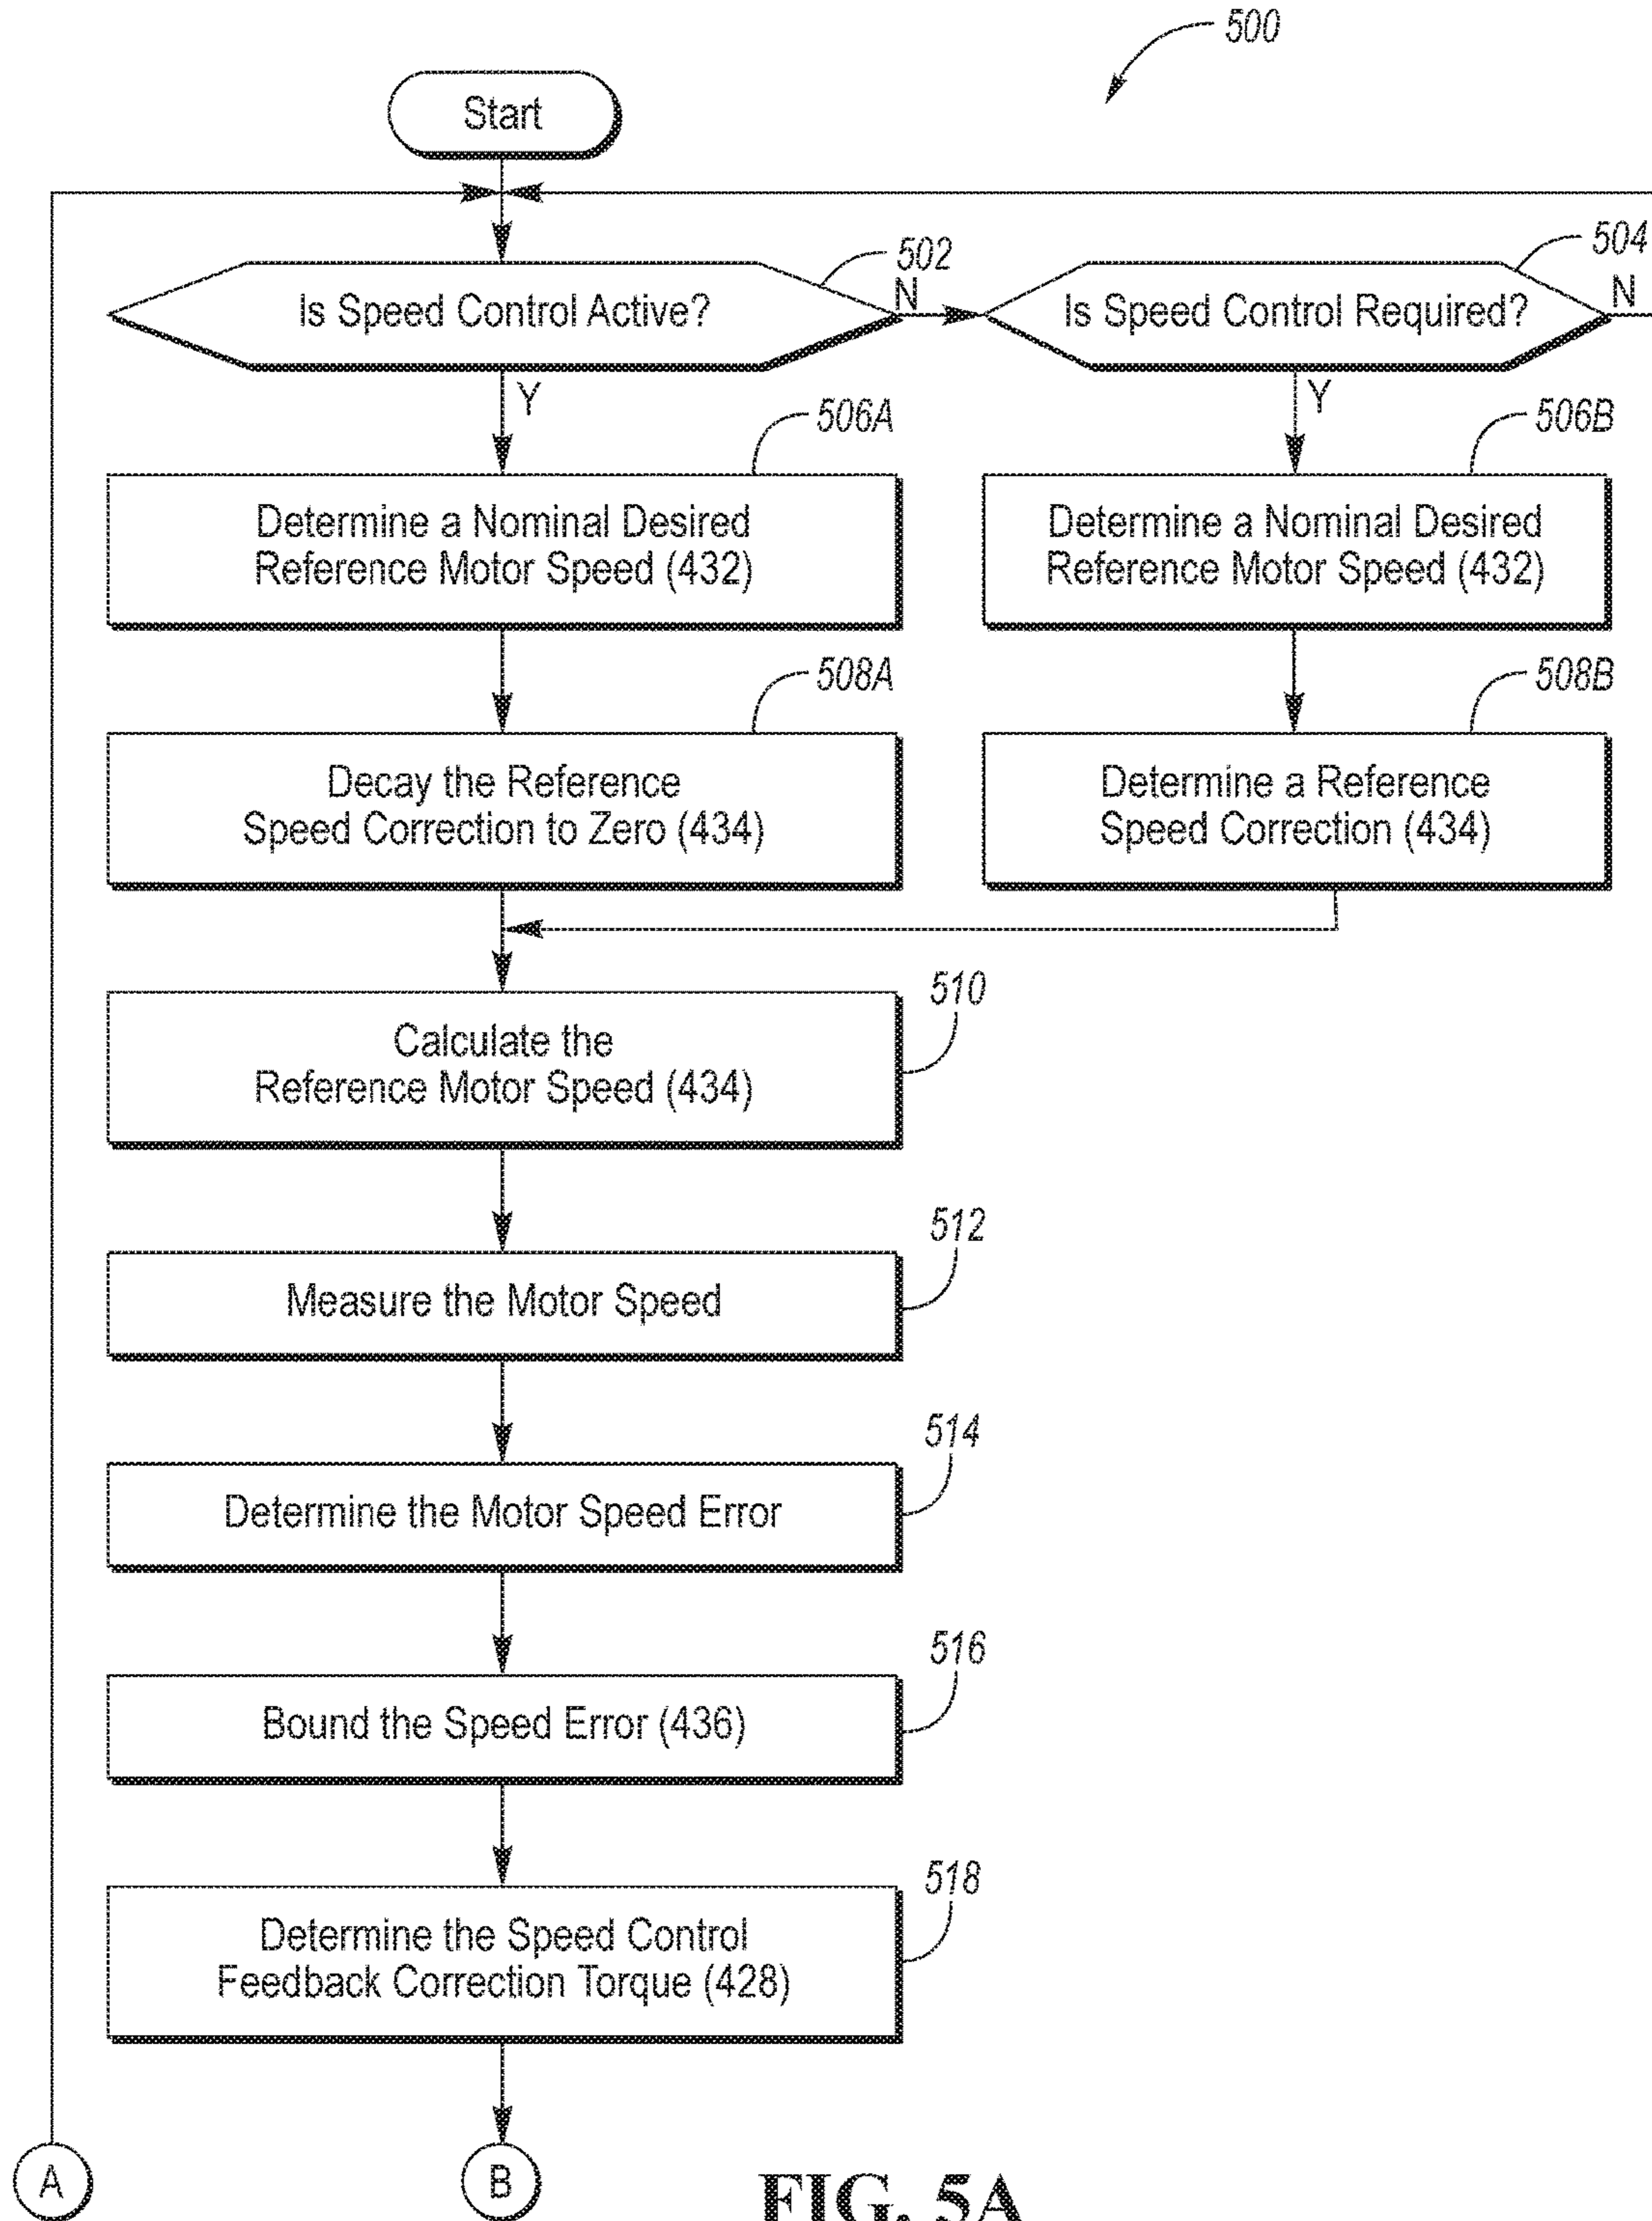 500
Start
502
504
Is Speed Control Active?
N
Is Speed Control Required?
N
Y
Y
506A
506B
Determine a Nominal Desired
Reference Motor Speed (432)
Determine a Nominal Desired
Reference Motor Speed (432)
508A
508B
Decay the Reference
Speed Correction to Zero (434)
Determine a Reference
Speed Correction (434)
510
Calculate the
Reference Motor Speed (434)
512
Measure the Motor Speed
514
Determine the Motor Speed Error
516
Bound the Speed Error (436)
518
Determine the Speed Control
Feedback Correction Torque (428)
A
B
FIG. 5A